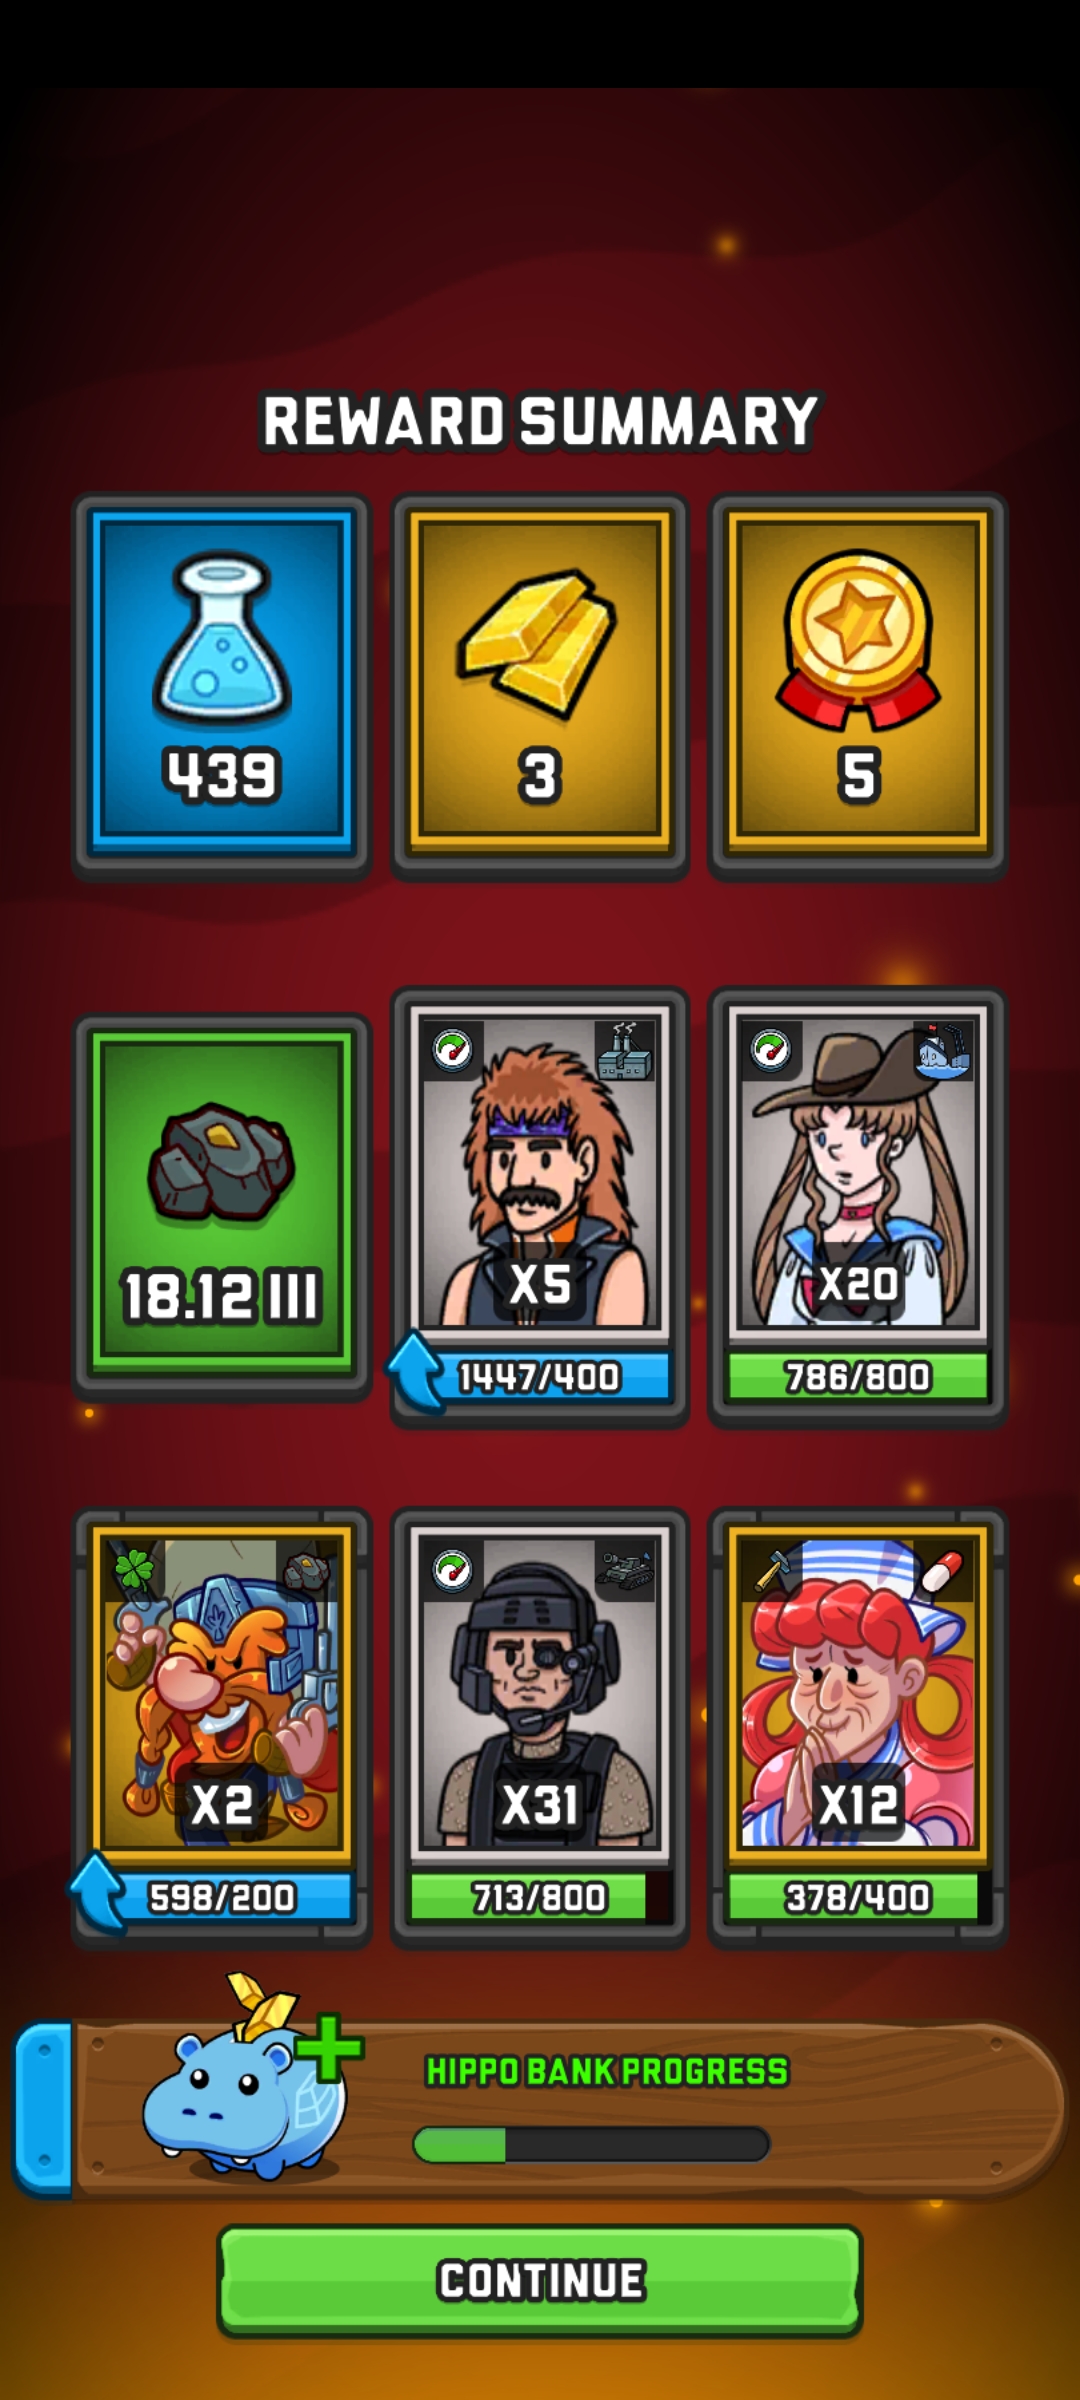 REWARD SUMMARY
439
3
5
18.12 III
X5
1447/400
X20
786/800
X2
598/200
X31
713/800
X12
378/400
HIPPO BANK PROGRESS
CONTINUE